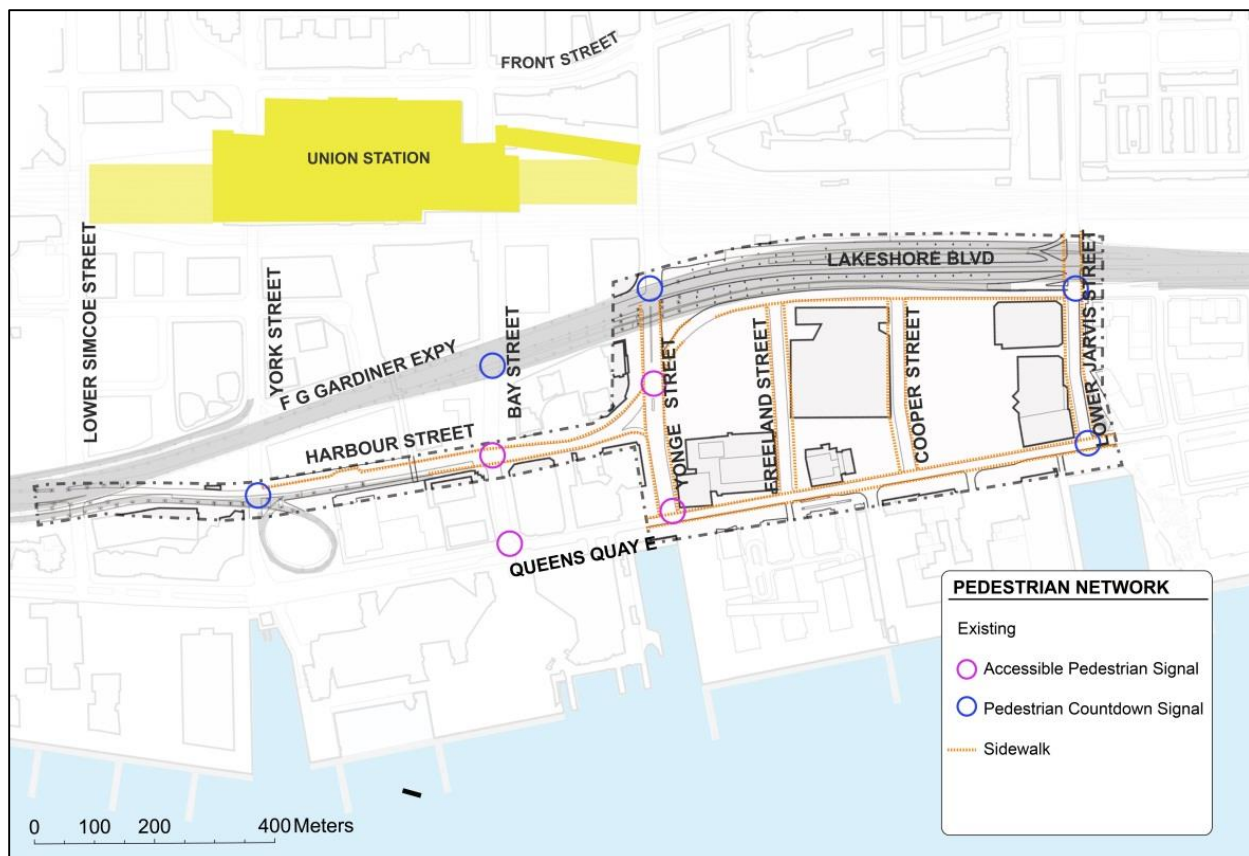 FRONT STREET
UNION STATION
LOWER SIMCOE STREET
YORK STREET
F G GARDINER EXPY
BAY STREET
HARBOUR STREET
LAKESHORE BLVD
YONGE STREET
FREELAND STREET
COOPER STREET
LOWER JARVIS STREET
QUEENS QUAY E
PEDESTRIAN NETWORK
Existing
Accessible Pedestrian Signal
Pedestrian Countdown Signal
Sidewalk
0 100 200 400 Meters